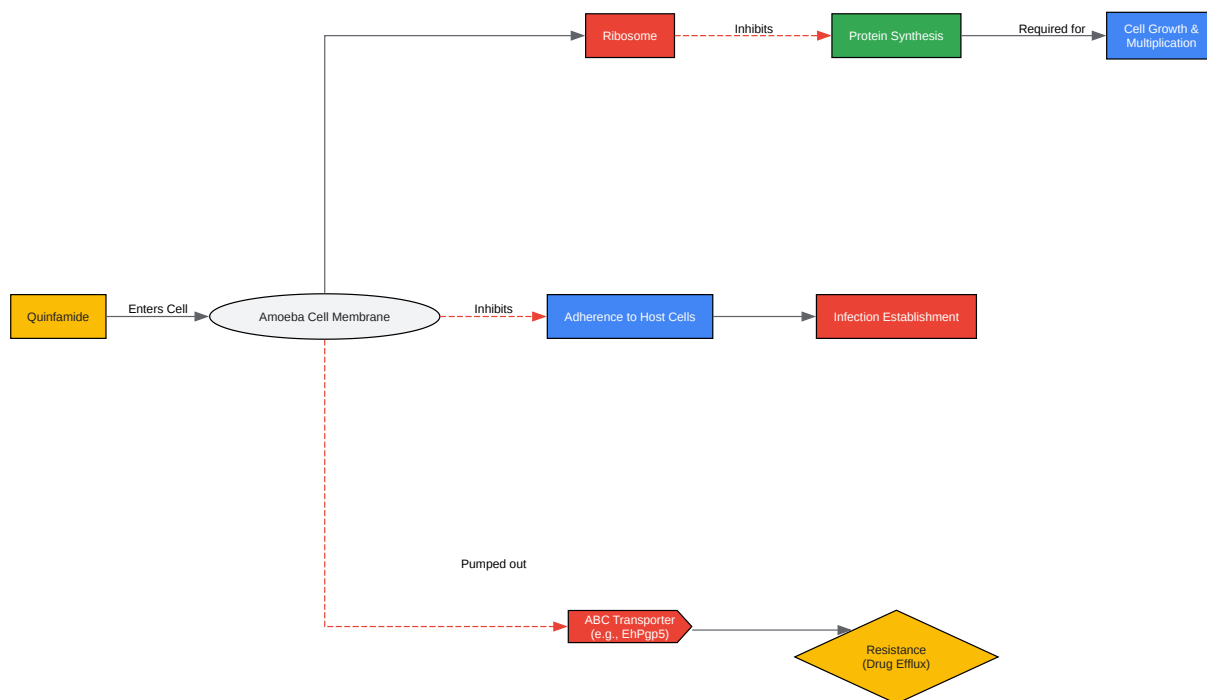 Ribosome
Inhibits
Protein Synthesis
Required for
Cell Growth &
Multiplication
Quinfamide
Enters Cell
Amoeba Cell Membrane
Inhibits
Adherence to Host Cells
Infection Establishment
Pumped out
ABC Transporter
(e.g., EhPgp5)
Resistance
(Drug Efflux)